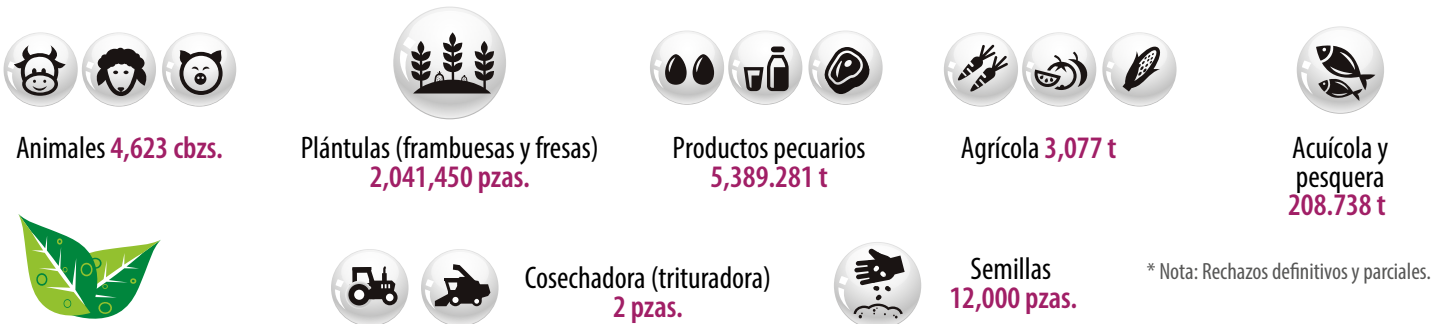 Animales 4,623 cbzs.
Plántulas (frambuesas y fresas)
2,041,450 pzas.
Productos pecuarios
5,389.281 t
Agrícola 3,077 t
Acuícola y
pesquera
208.738 t
Cosechadora (trituradora)
2 pzas.
Semillas
12,000 pzas.
* Nota: Rechazos definitivos y parciales.